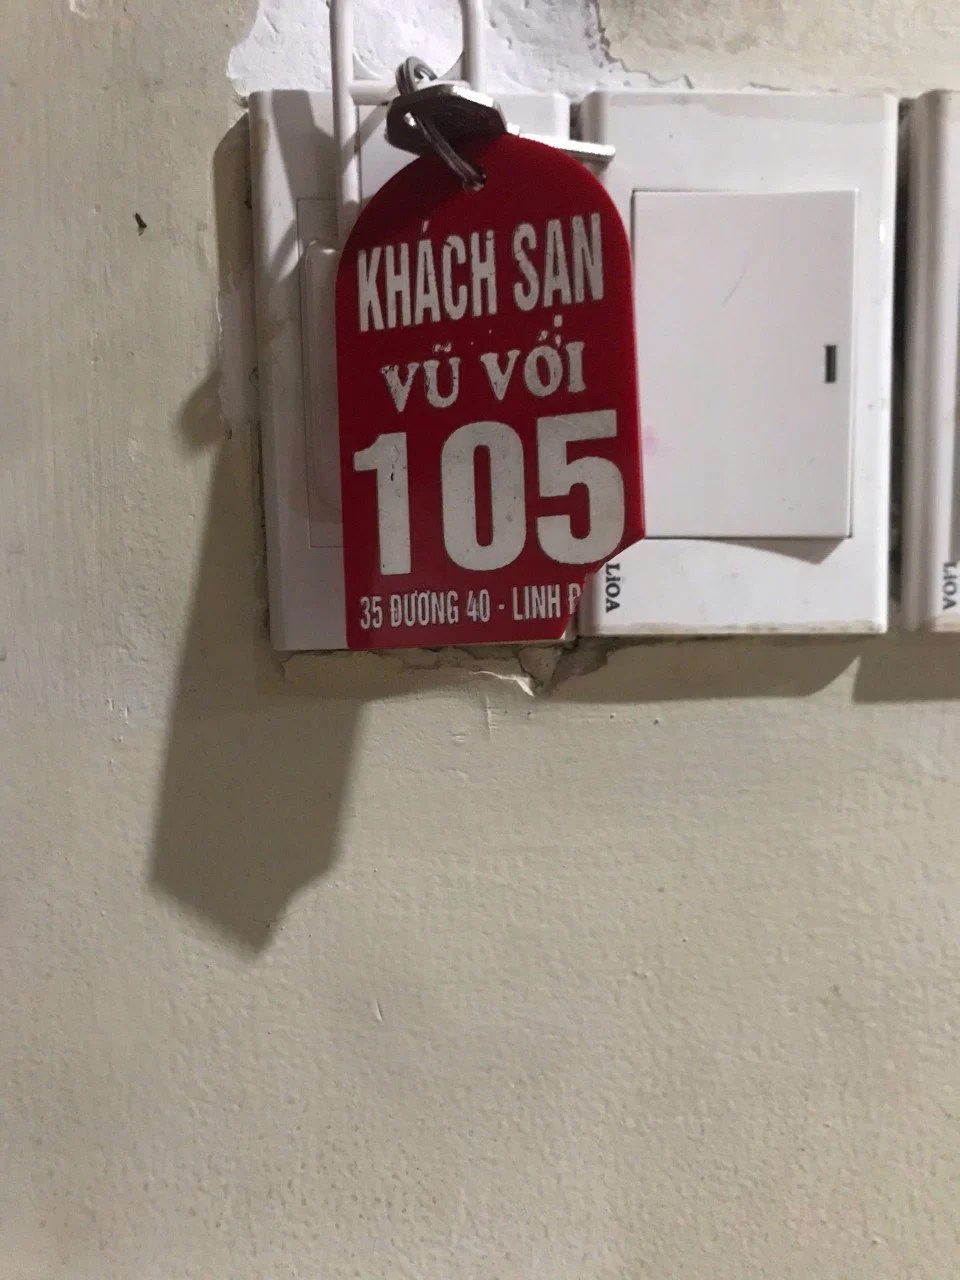 KHÁCH SẠN
VŨ VỚI
105
35 ĐƯỜNG 40 - LINH
LiOA
LiOA